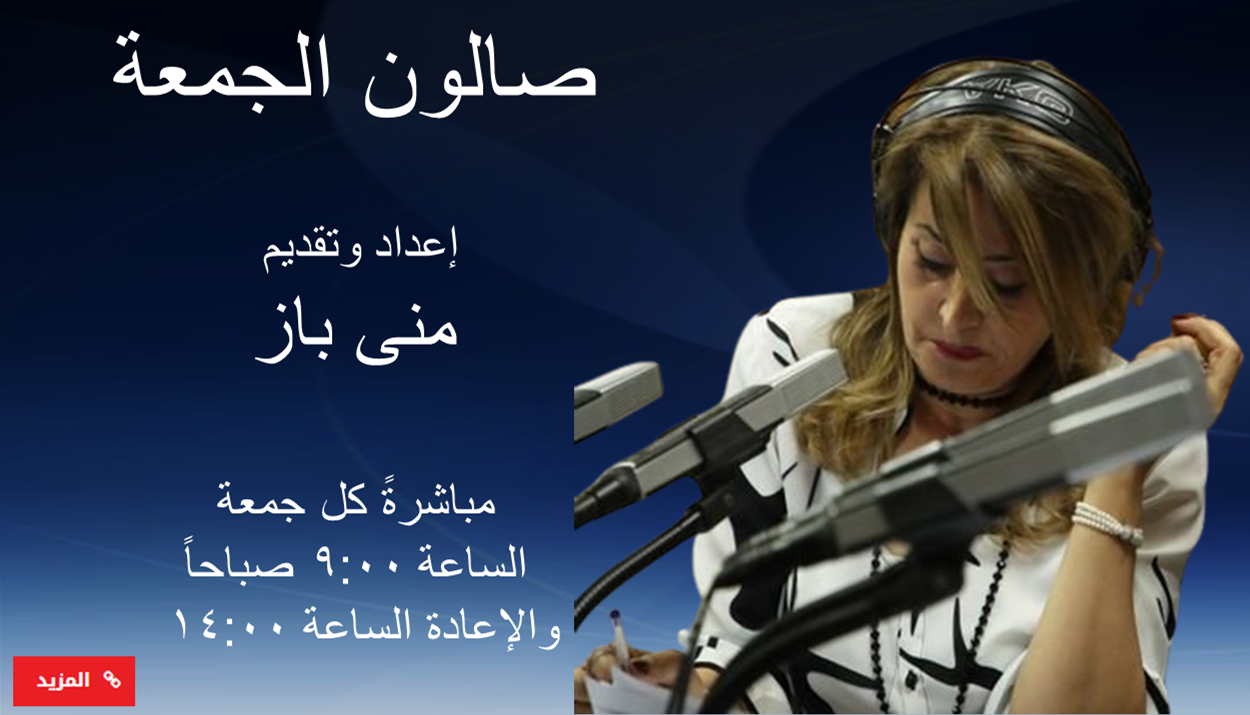 صالون الجمعة
إعداد وتقديم
منى باز
مباشرةً كل جمعة
الساعة ٩:٠٠ صباحاً
والإعادة الساعة ١٤:٠٠
المزيد